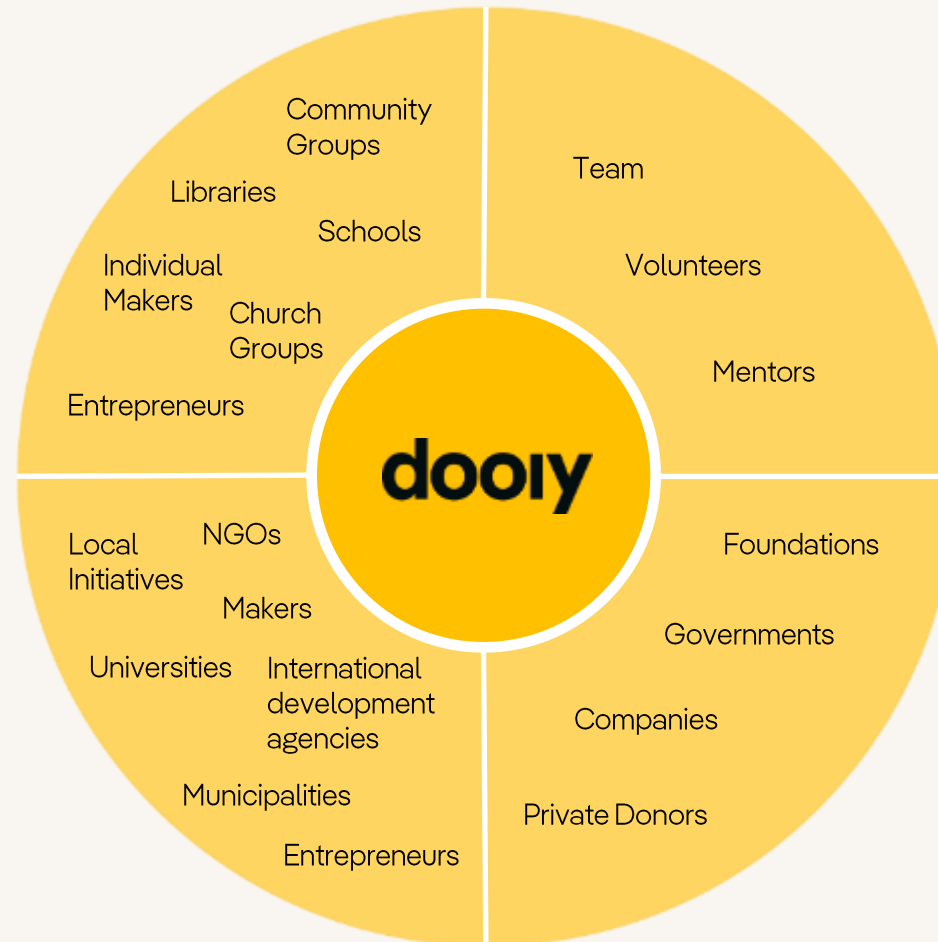 Community
Groups
Libraries
Schools
Individual
Makers
Church
Groups
Entrepreneurs
Team
Volunteers
Mentors
dooiy
Local
Initiatives
NGOs
Makers
Universities
International
development
agencies
Municipalities
Entrepreneurs
Foundations
Governments
Companies
Private Donors